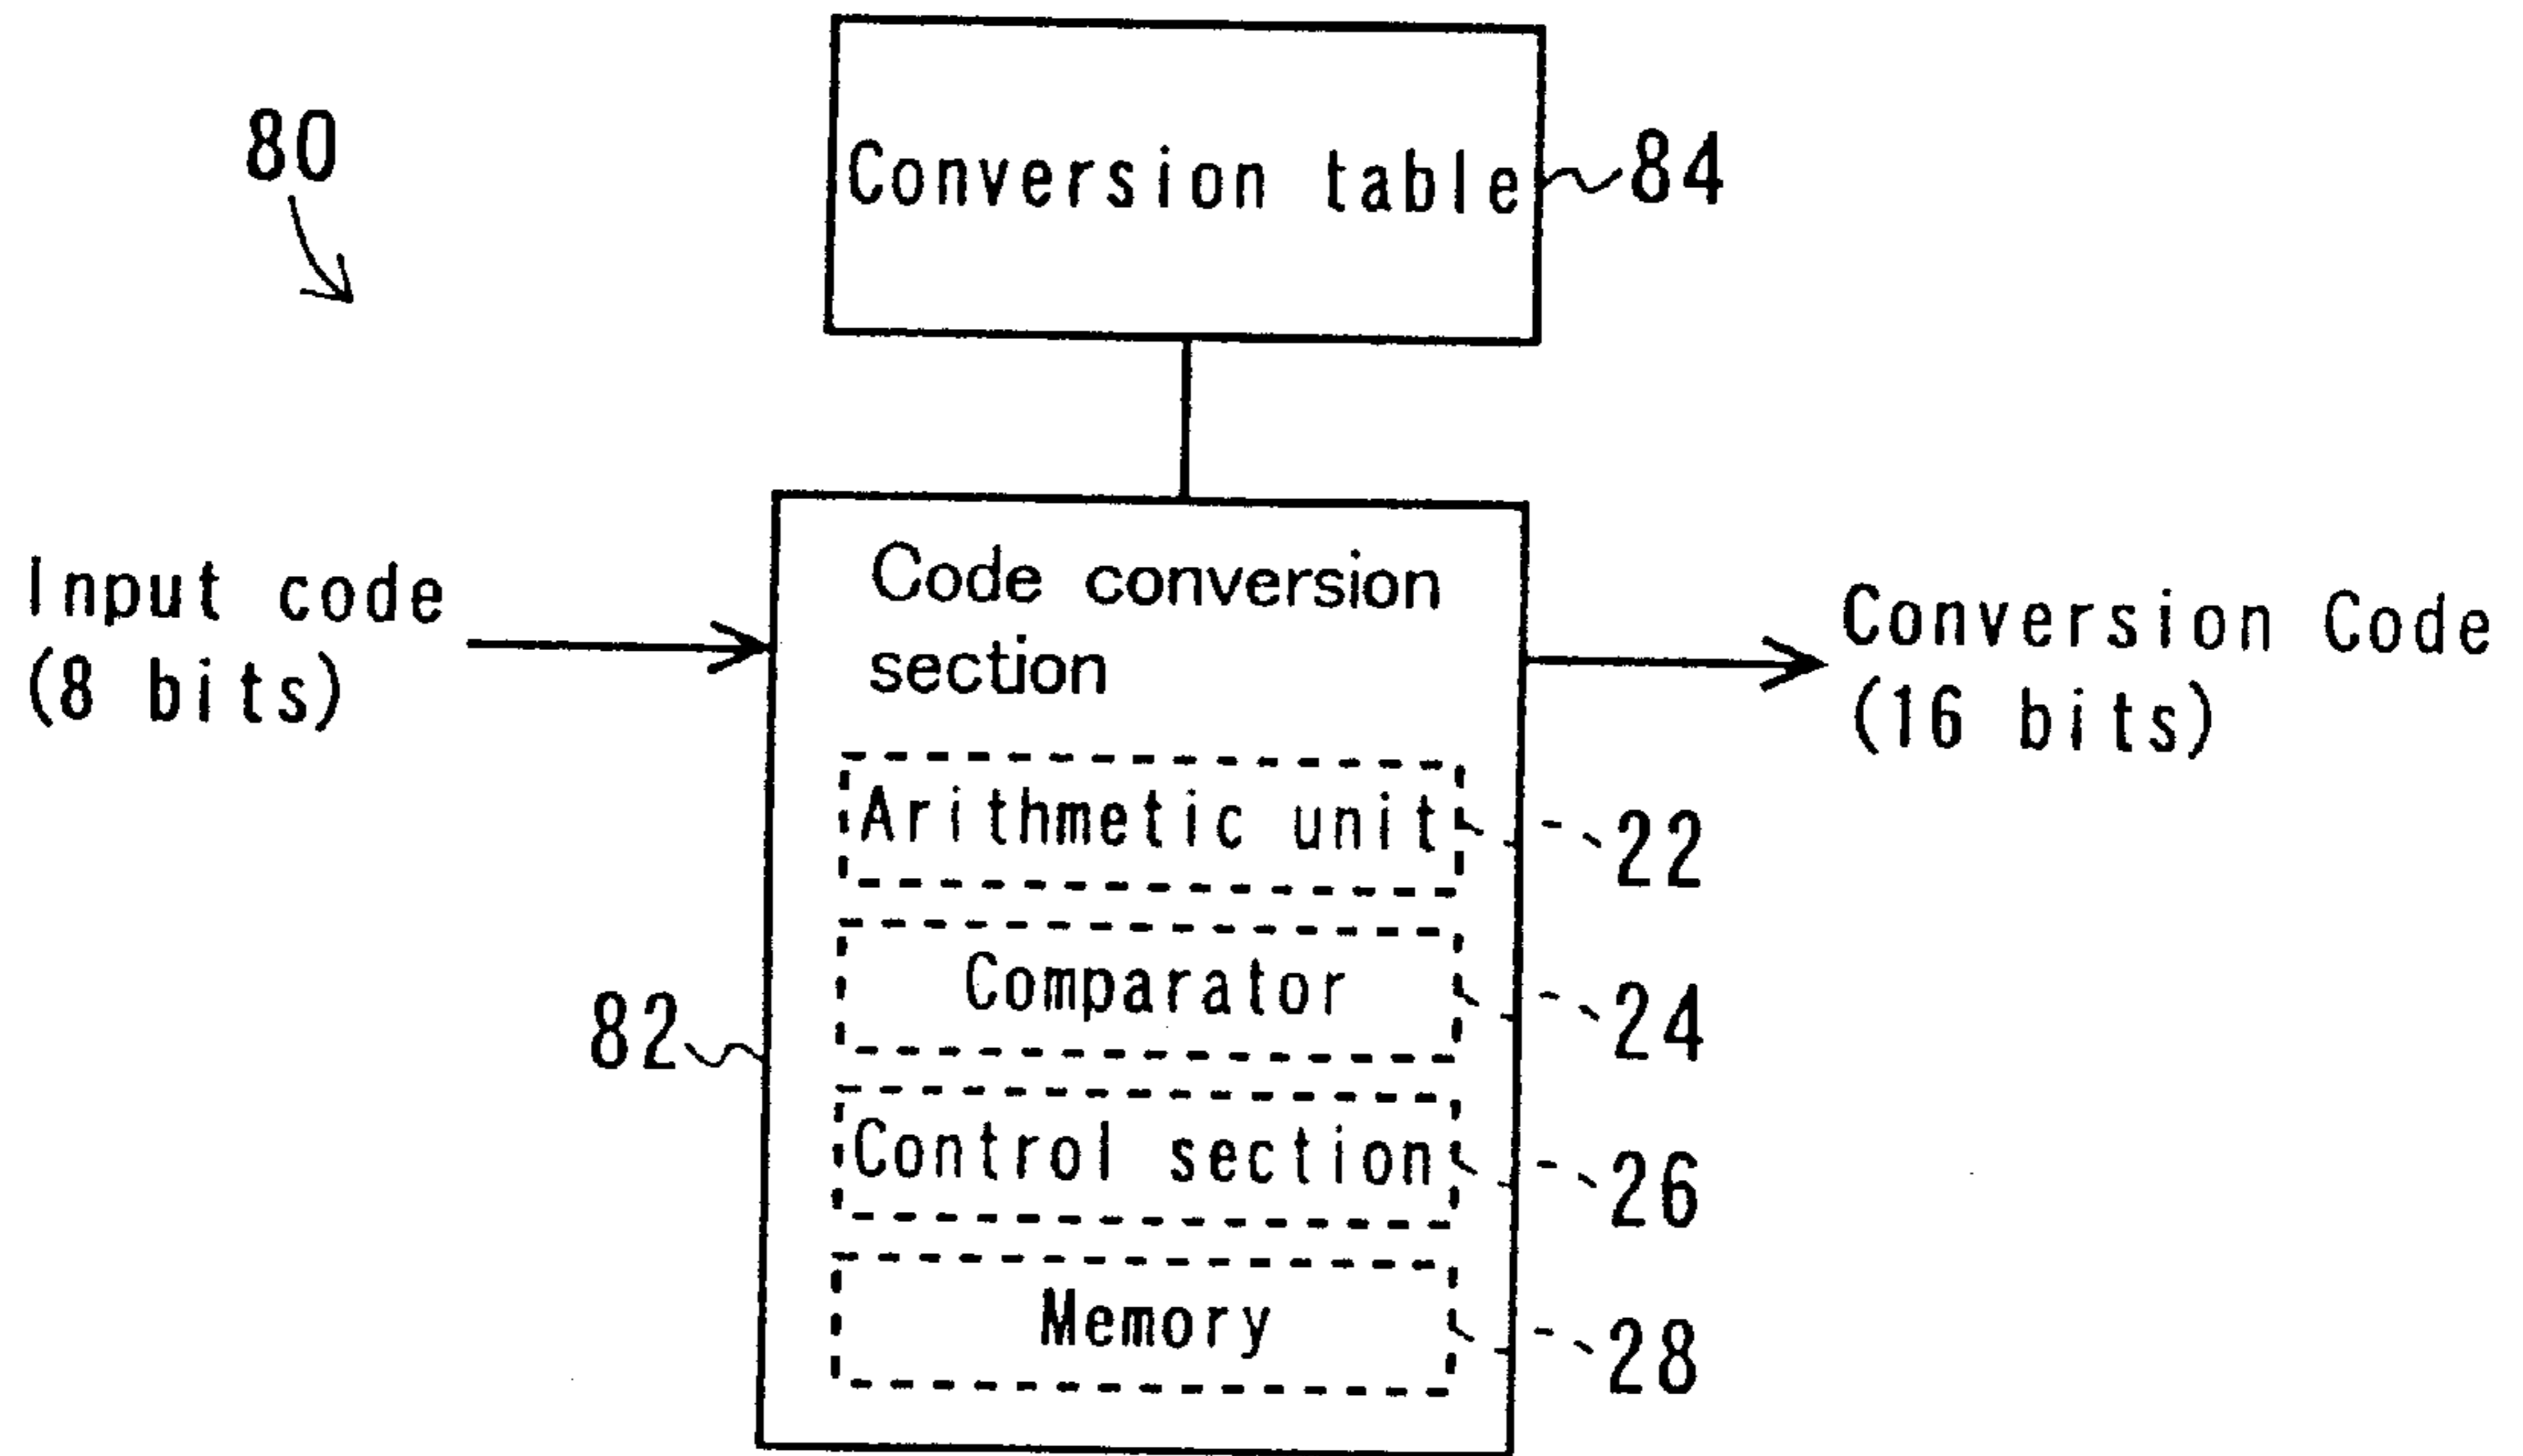 80
Conversion table
84
Input code
(8 bits)
Code conversion
section
Conversion Code
(16 bits)
Arithmetic unit
22
Comparator
24
82
Control section
26
Memory
28